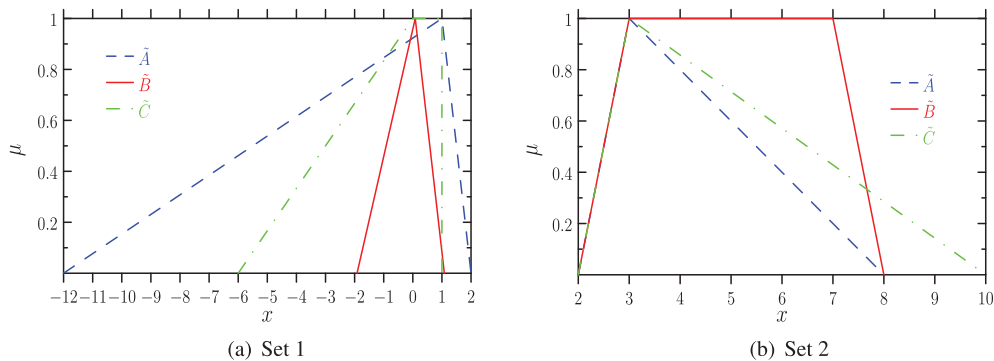 1
0.8
0.6
0.4
0.2
μ
Ã
B̃
C̃
−12 −11 −10 −9 −8 −7 −6 −5 −4 −3 −2 −1 0 1 2
x
(a) Set 1
1
0.8
0.6
0.4
0.2
μ
Ã
B̃
C̃
2 3 4 5 6 7 8 9 10
x
(b) Set 2